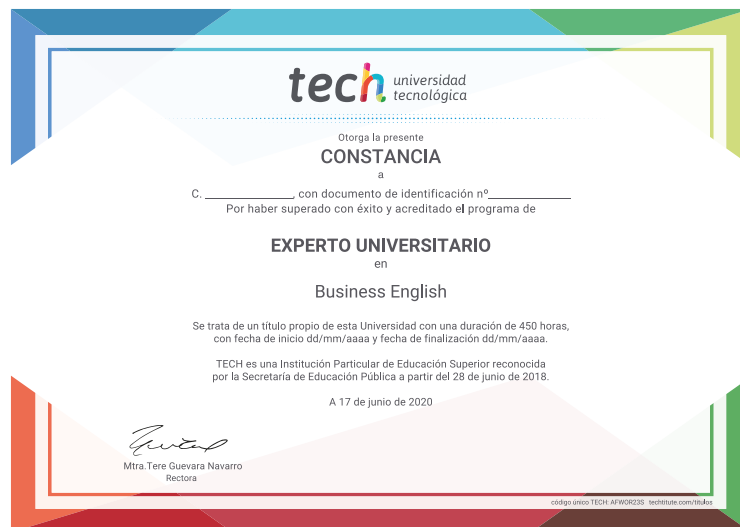 tech universidad
tecnológica
Otorga la presente
CONSTANCIA
a
C. ______________, con documento de identificación nº______________
Por haber superado con éxito y acreditado el programa de
EXPERTO UNIVERSITARIO
en
Business English
Se trata de un título propio de esta Universidad con una duración de 450 horas,
con fecha de inicio dd/mm/aaaa y fecha de finalización dd/mm/aaaa.
TECH es una Institución Particular de Educación Superior reconocida
por la Secretaría de Educación Pública a partir del 28 de junio de 2018.
A 17 de junio de 2020
Mtra.Tere Guevara Navarro
Rectora
código único TECH: AFWOR23S techtitute.com/titulos